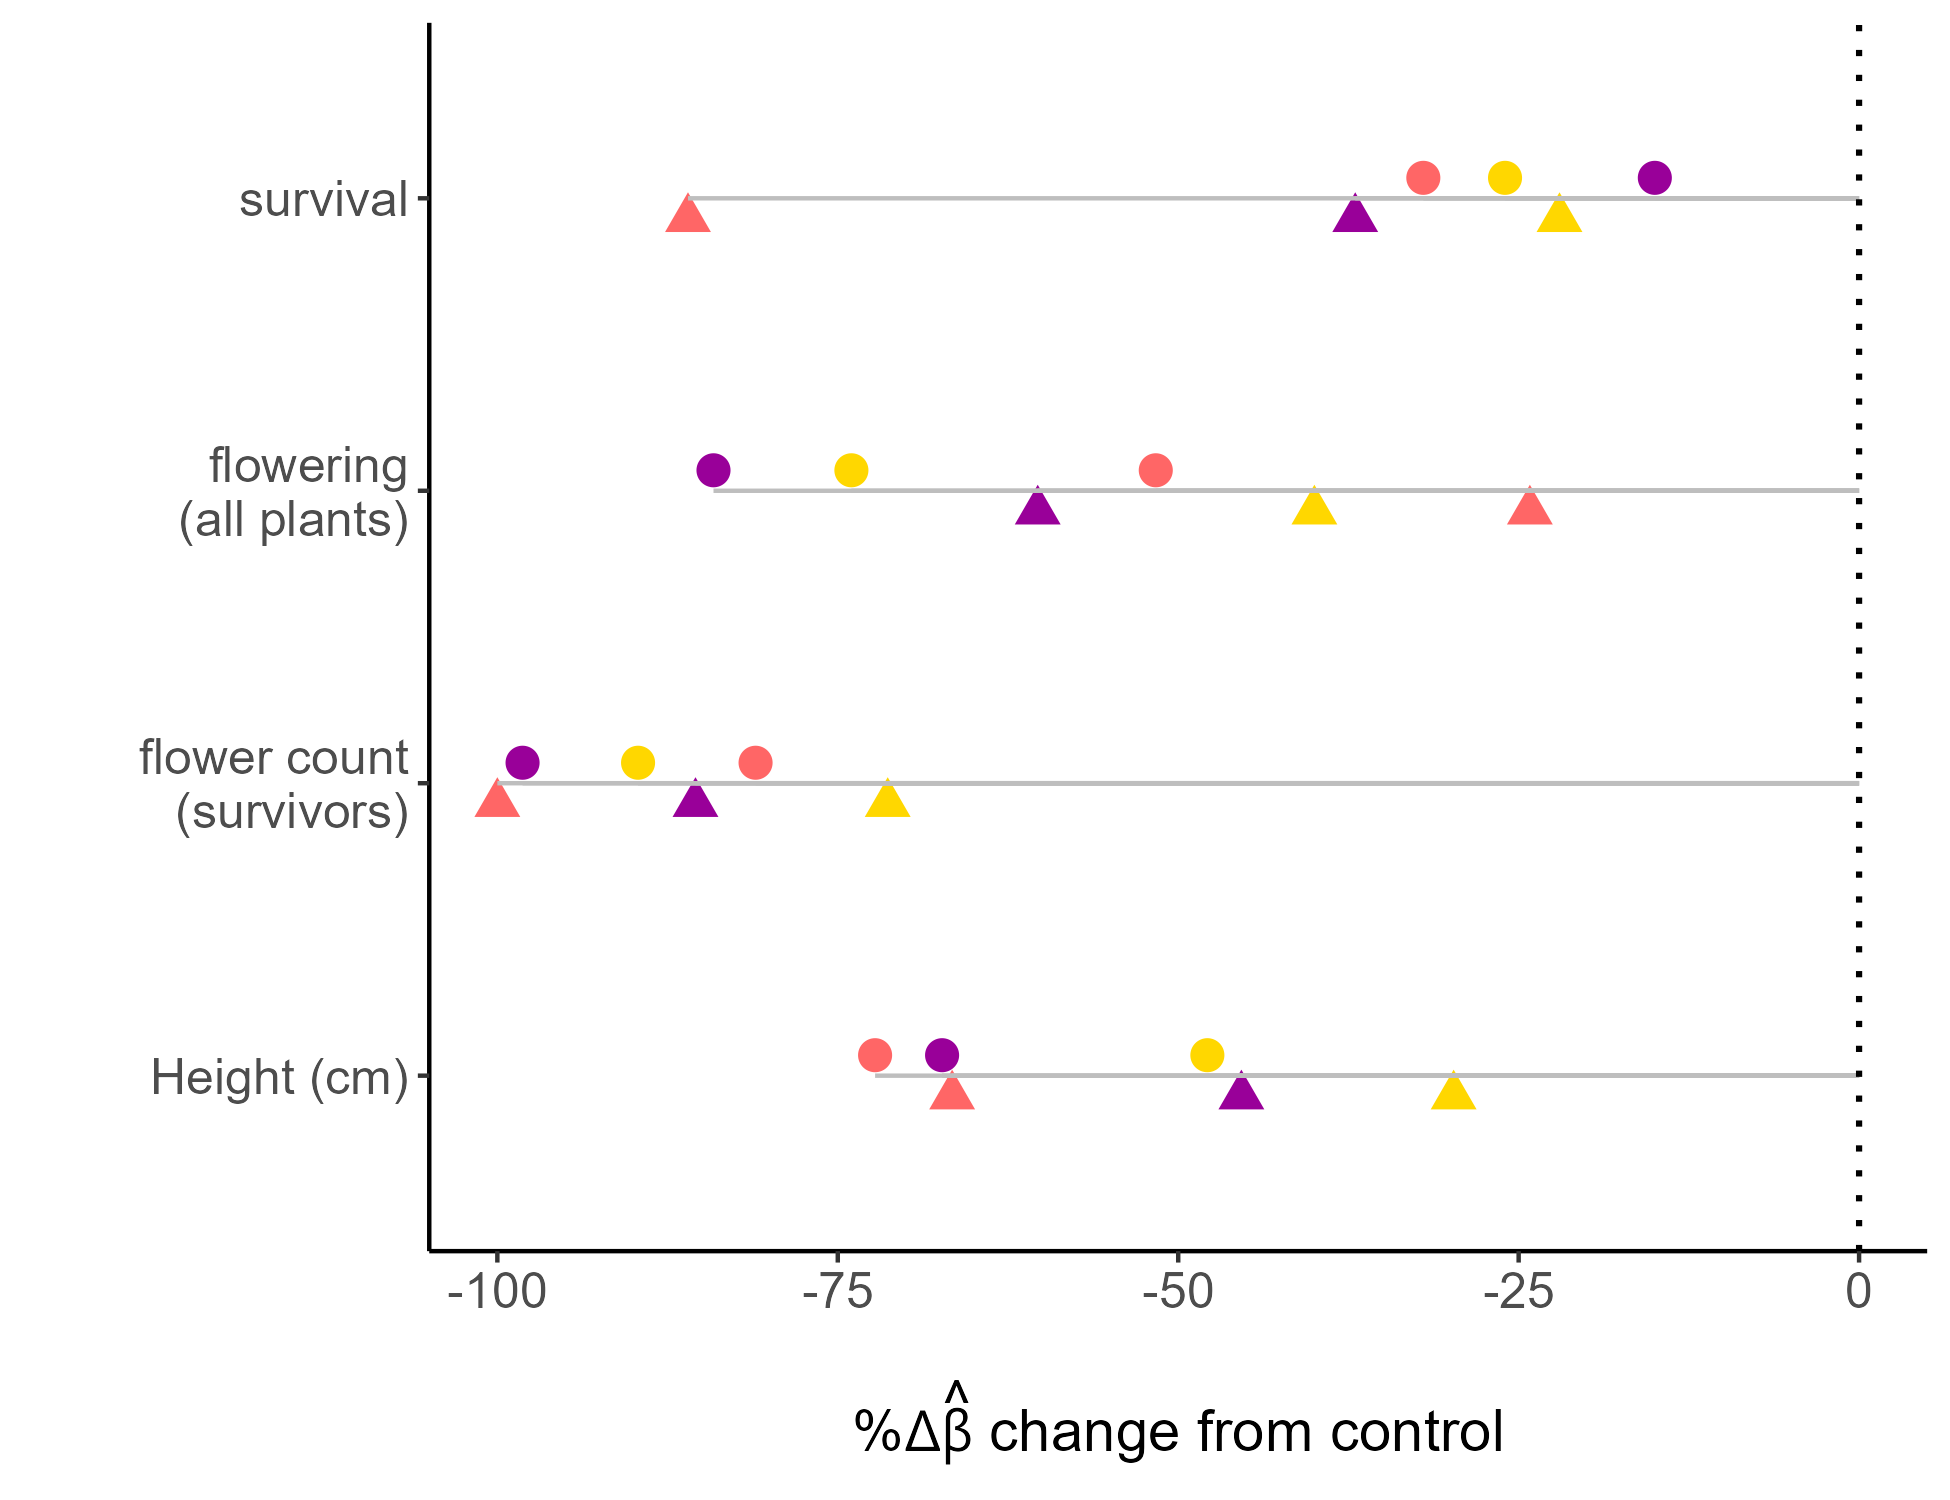 survival
flowering
(all plants)
flower count
(survivors)
Height (cm)
-100 -75 -50 -25 0
%Δβ̂ change from control